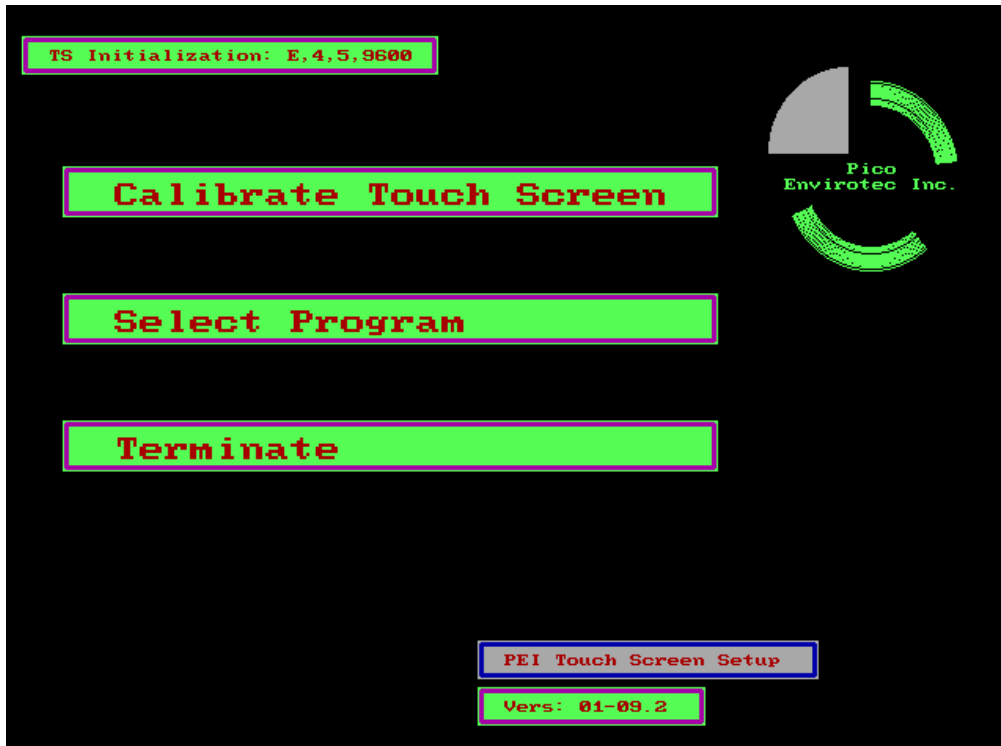 TS Initialization: E,4,5,9600
Pico
Envirotec Inc.
Calibrate Touch Screen
Select Program
Terminate
PEI Touch Screen Setup
Vers: 01-09.2